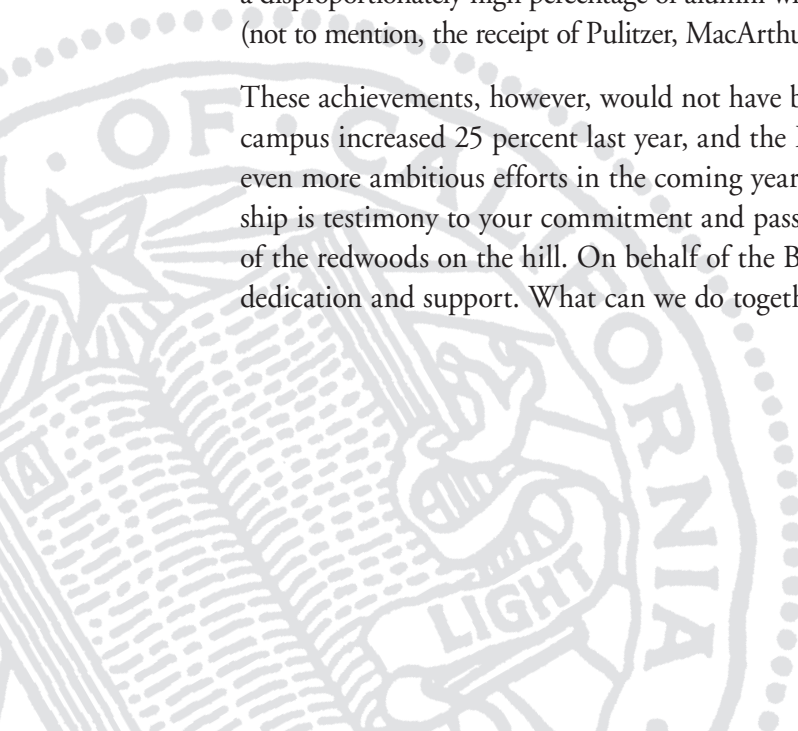 a disproportionately high percentage of alumni
(not to mention, the receipt of Pulitzer,
These achievements, however, would not have
campus increased 25 percent last year, and the
even more ambitious efforts in the coming year
ship is testimony to your commitment and
of the redwoods on the hill. On behalf of the
dedication and support. What can we do
OF · CALIFORNIA
A
LIGHT